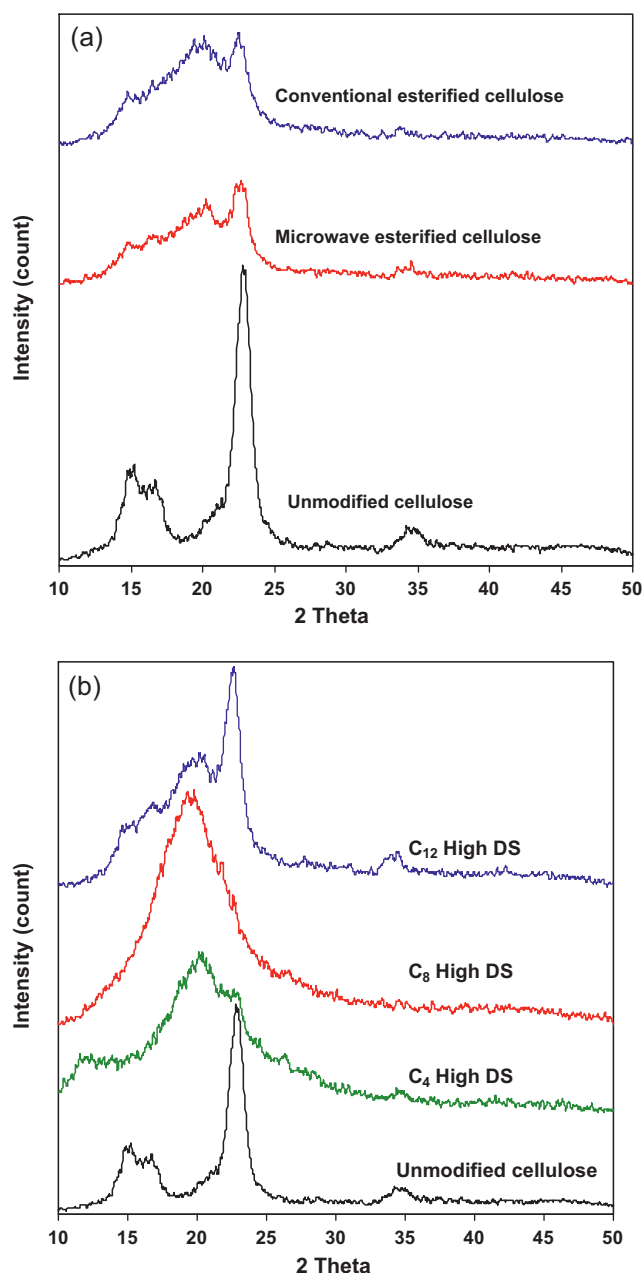 (a)
Conventional esterified cellulose
Microwave esterified cellulose
Unmodified cellulose
Intensity (count)
10 15 20 25 30 35 40 45 50
2 Theta
(b)
C₁₂ High DS
C₈ High DS
C₄ High DS
Unmodified cellulose
Intensity (count)
10 15 20 25 30 35 40 45 50
2 Theta